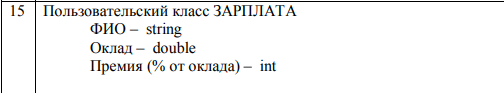 15 Пользовательский класс ЗАРПЛАТА
ФИО – string
Оклад – double
Премия (% от оклада) – int